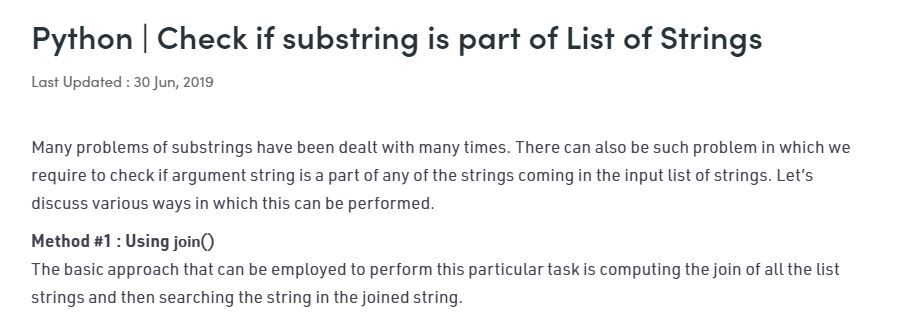 Python | Check if substring is part of List of Strings
Last Updated : 30 Jun, 2019
Many problems of substrings have been dealt with many times. There can also be such problem in which we
require to check if argument string is a part of any of the strings coming in the input list of strings. Let’s
discuss various ways in which this can be performed.
Method #1 : Using join()
The basic approach that can be employed to perform this particular task is computing the join of all the list
strings and then searching the string in the joined string.